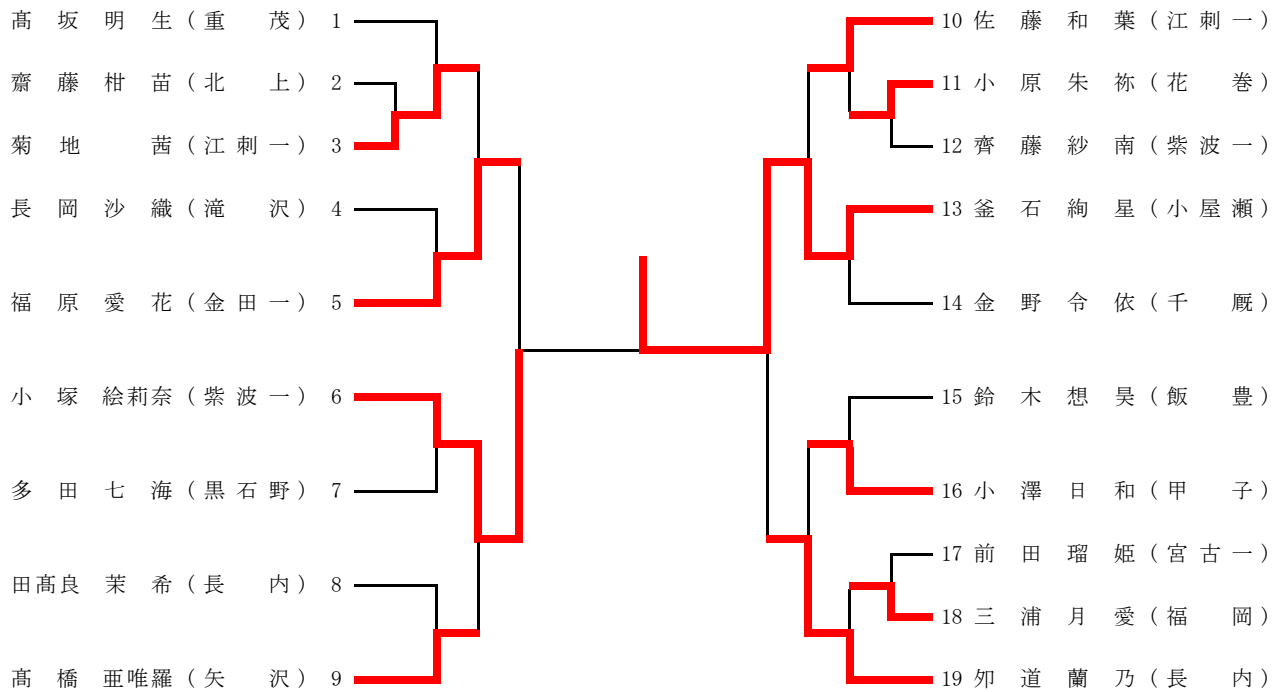 髙坂明生(重茂) 1
齋藤柑苗(北上) 2
菊地茜(江刺一) 3
長岡沙織(滝沢) 4
福原愛花(金田一) 5
小塚絵莉奈(紫波一) 6
多田七海(黒石野) 7
田髙良茉希(長内) 8
髙橋亜唯羅(矢沢) 9
10 佐藤和葉(江刺一)
11 小原朱祢(花巻)
12 齊藤紗南(紫波一)
13 釜石絢星(小屋瀬)
14 金野令依(千厩)
15 鈴木想昊(飯豊)
16 小澤日和(甲子)
17 前田瑠姫(宮古一)
18 三浦月愛(福岡)
19 夘道蘭乃(長内)